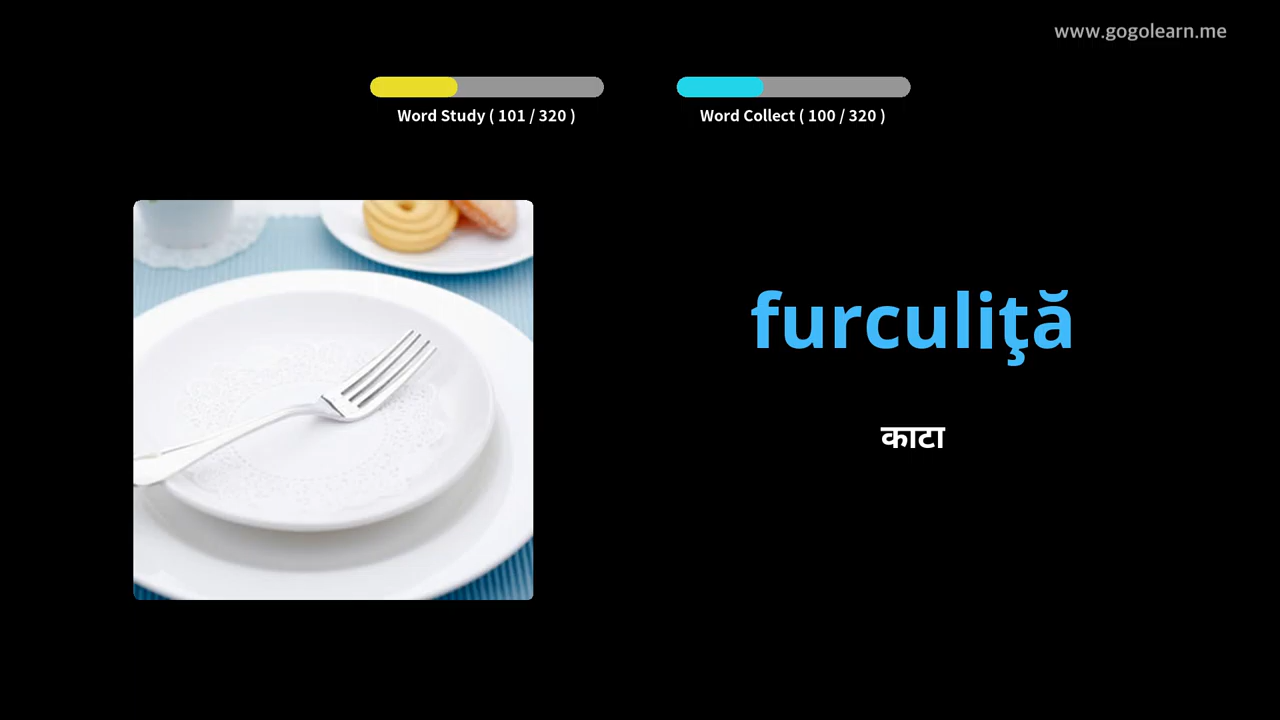 www.gogolearn.me
Word Study ( 101 / 320 )
Word Collect ( 100 / 320 )
furculiţă
काटा